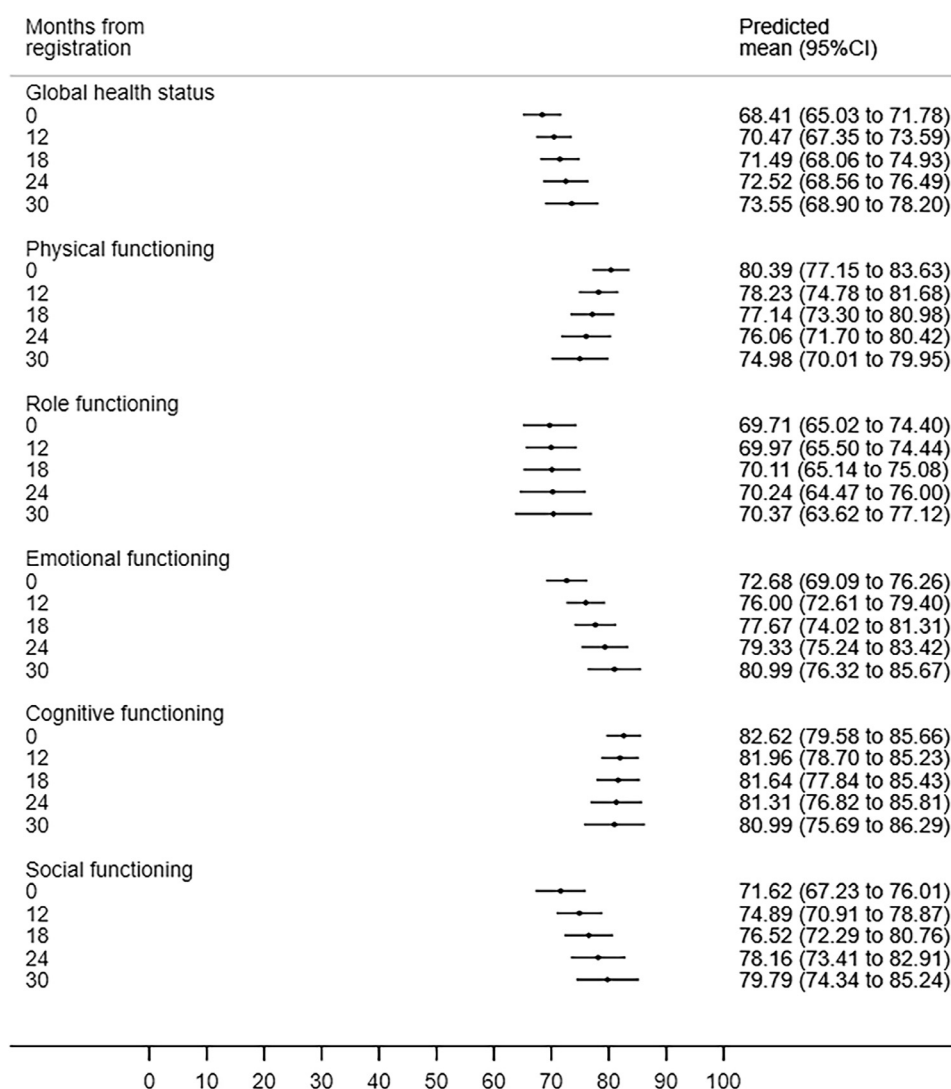 Months from registration
Predicted mean (95%CI)
Global health status
0 68.41 (65.03 to 71.78)
12 70.47 (67.35 to 73.59)
18 71.49 (68.06 to 74.93)
24 72.52 (68.56 to 76.49)
30 73.55 (68.90 to 78.20)
Physical functioning
0 80.39 (77.15 to 83.63)
12 78.23 (74.78 to 81.68)
18 77.14 (73.30 to 80.98)
24 76.06 (71.70 to 80.42)
30 74.98 (70.01 to 79.95)
Role functioning
0 69.71 (65.02 to 74.40)
12 69.97 (65.50 to 74.44)
18 70.11 (65.14 to 75.08)
24 70.24 (64.47 to 76.00)
30 70.37 (63.62 to 77.12)
Emotional functioning
0 72.68 (69.09 to 76.26)
12 76.00 (72.61 to 79.40)
18 77.67 (74.02 to 81.31)
24 79.33 (75.24 to 83.42)
30 80.99 (76.32 to 85.67)
Cognitive functioning
0 82.62 (79.58 to 85.66)
12 81.96 (78.70 to 85.23)
18 81.64 (77.84 to 85.43)
24 81.31 (76.82 to 85.81)
30 80.99 (75.69 to 86.29)
Social functioning
0 71.62 (67.23 to 76.01)
12 74.89 (70.91 to 78.87)
18 76.52 (72.29 to 80.76)
24 78.16 (73.41 to 82.91)
30 79.79 (74.34 to 85.24)
0 10 20 30 40 50 60 70 80 90 100